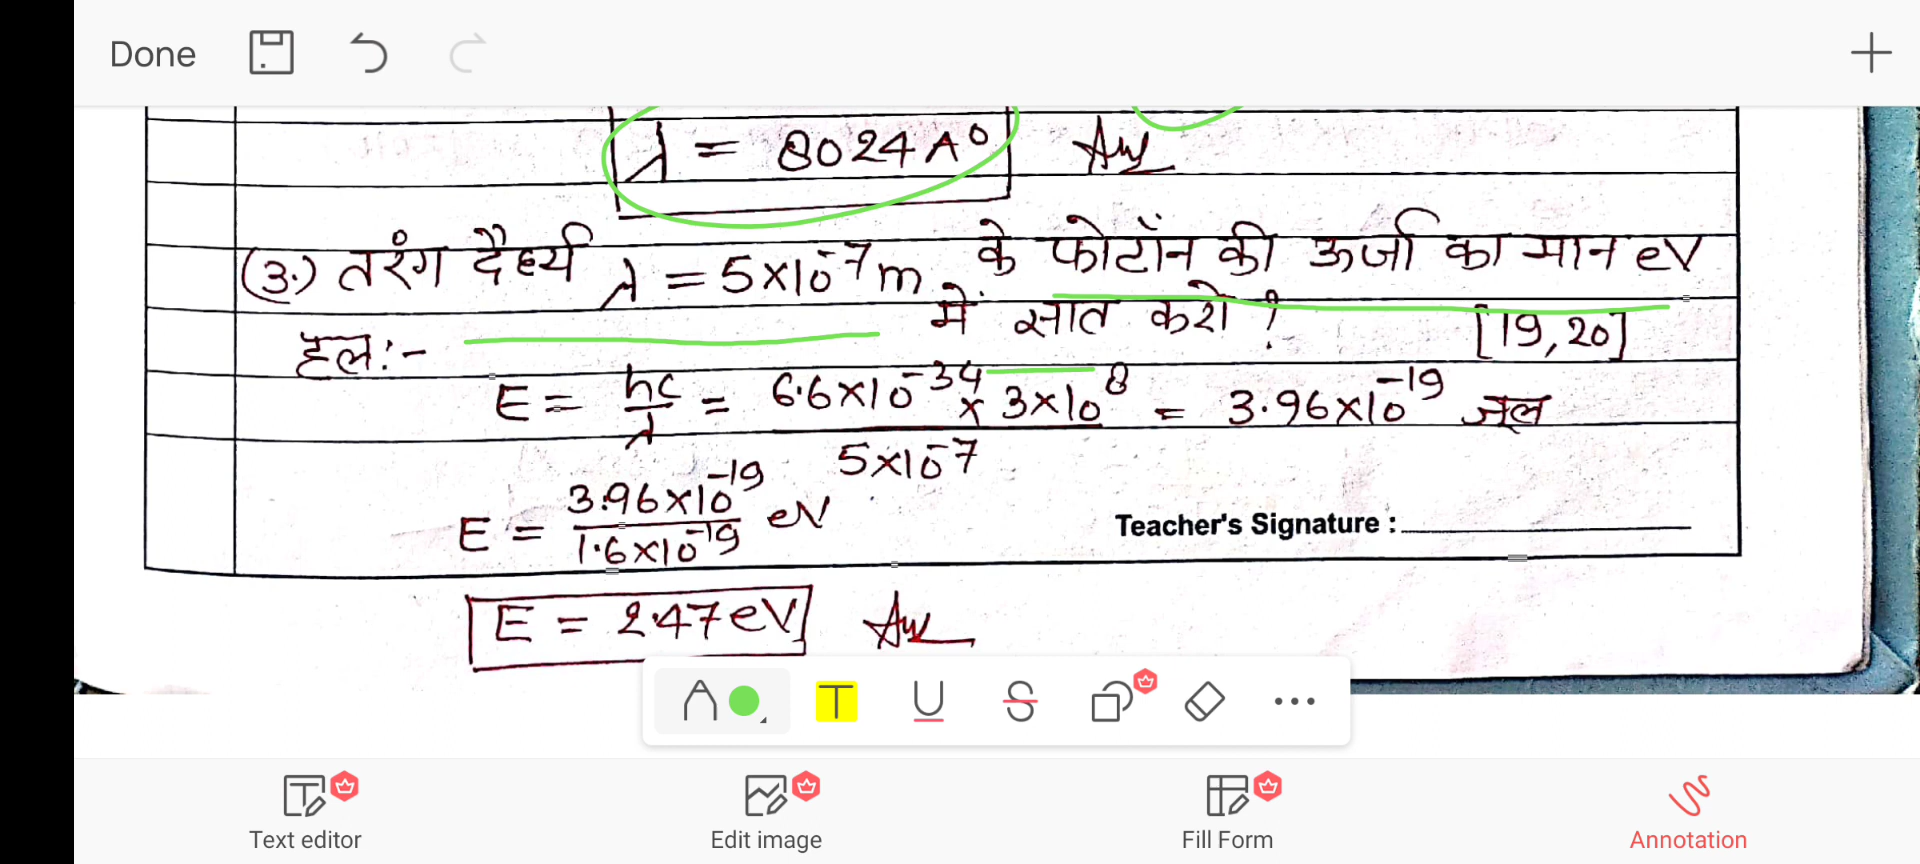 Done
λ = 8024 A⁰ Ans
(3.) तरंग दैर्ध्य λ = 5×10⁻⁷ m के फोटॉन की ऊर्जा का मान eV
में ज्ञात करो ? [19,20]
हल:-
E = hc/λ = 6.6×10⁻³⁴ × 3×10⁸ / 5×10⁻⁷ = 3.96×10⁻¹⁹ जूल
E = 3.96×10⁻¹⁹ / 1.6×10⁻¹⁹ eV
Teacher's Signature :
E = 2.47 eV Ans
Text editor
Edit image
Fill Form
Annotation